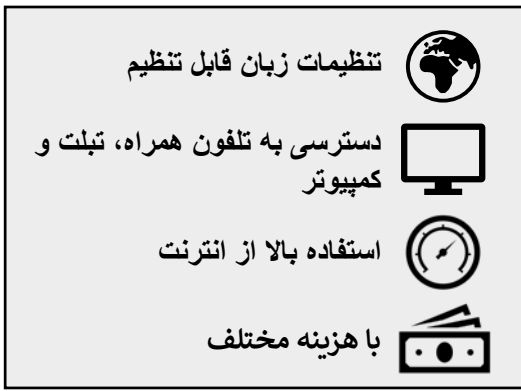 تنظیمات زبان قابل تنظیم
دسترسی به تلفون همراه، تبلت و
کمپیوتر
استفاده بالا از انترنت
با هزینه مختلف